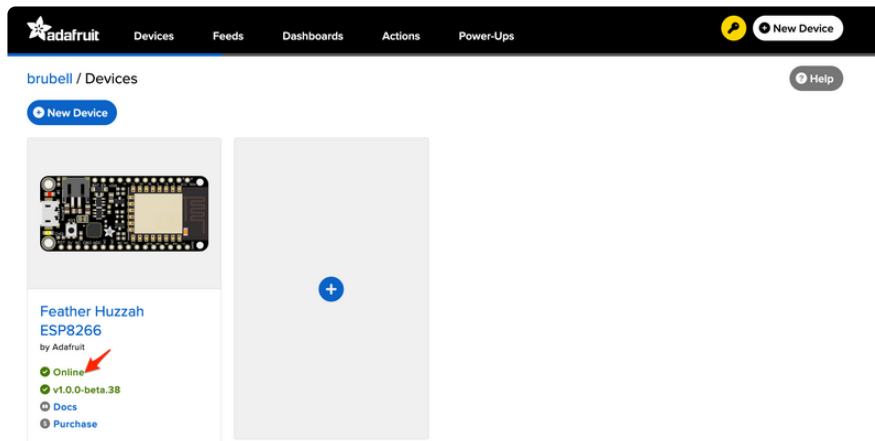 adafruit Devices Feeds Dashboards Actions Power-Ups New Device
brubell / Devices
Help
New Device
Feather Huzzah
ESP8266
by Adafruit
Online
v1.0.0-beta.38
Docs
Purchase